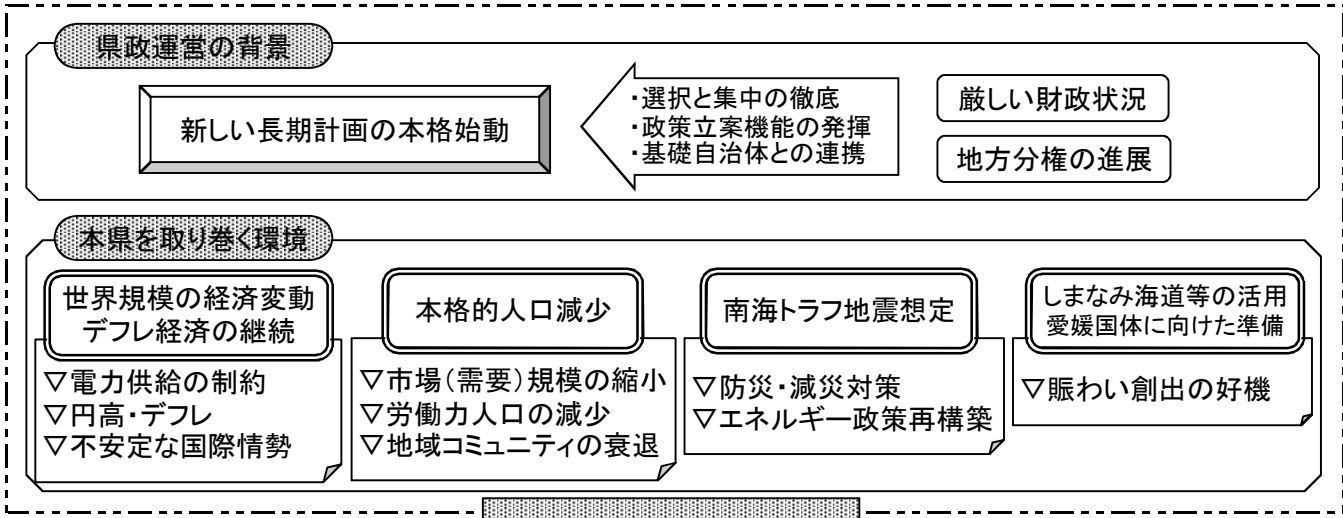 県政運営の背景
新しい長期計画の本格始動
・選択と集中の徹底
・政策立案機能の発揮
・基礎自治体との連携
厳しい財政状況
地方分権の進展
本県を取り巻く環境
世界規模の経済変動
デフレ経済の継続
▽電力供給の制約
▽円高・デフレ
▽不安定な国際情勢
本格的人口減少
▽市場(需要)規模の縮小
▽労働力人口の減少
▽地域コミュニティの衰退
南海トラフ地震想定
▽防災・減災対策
▽エネルギー政策再構築
しまなみ海道等の活用
愛媛国体に向けた準備
▽賑わい創出の好機